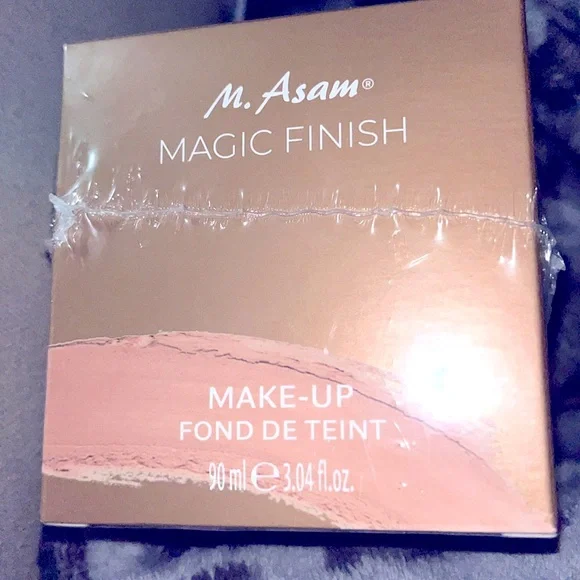 M. Asam®
MAGIC FINISH
MAKE-UP
FOND DE TEINT
90 ml ℮ 3.04 fl.oz.